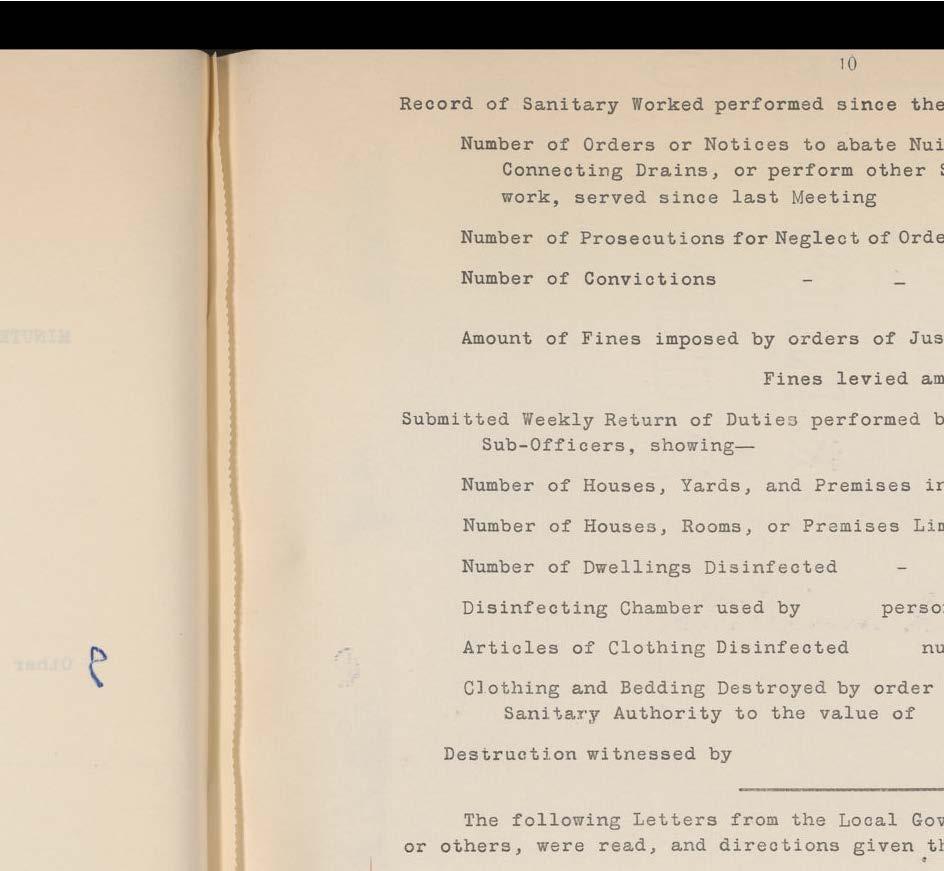 10
Record of Sanitary Worked performed since the
Number of Orders or Notices to abate Nui
Connecting Drains, or perform other S
work, served since last Meeting
Number of Prosecutions for Neglect of Orde
Number of Convictions - -
Amount of Fines imposed by orders of Jus
Fines levied am
Submitted Weekly Return of Duties performed b
Sub-Officers, showing—
Number of Houses, Yards, and Premises in
Number of Houses, Rooms, or Premises Lim
Number of Dwellings Disinfected -
Disinfecting Chamber used by perso
Articles of Clothing Disinfected nu
Clothing and Bedding Destroyed by order
Sanitary Authority to the value of
Destruction witnessed by
The following Letters from the Local Gov
or others, were read, and directions given th